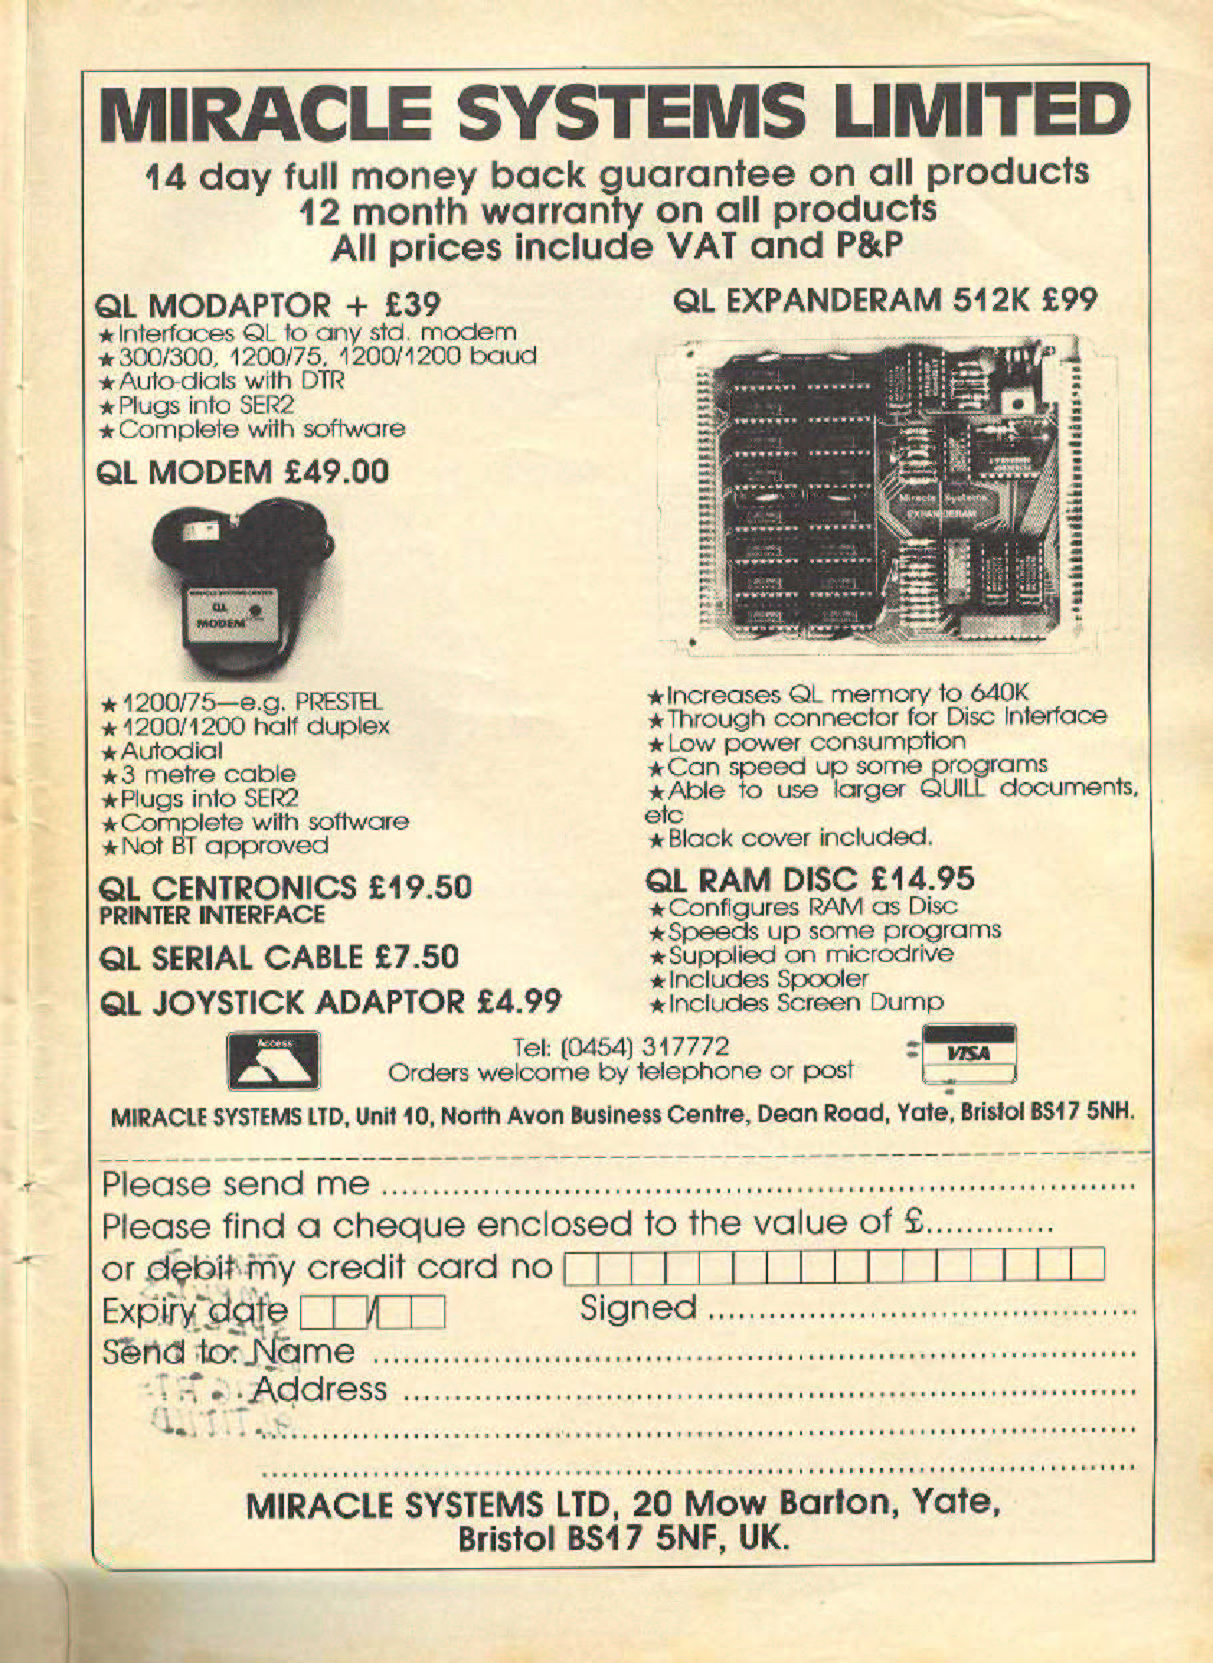 MIRACLE SYSTEMS LIMITED
14 day full money back guarantee on all products
12 month warranty on all products
All prices include VAT and P&P
QL MODAPTOR + £39
★Interfaces QL to any std. modem
★300/300, 1200/75, 1200/1200 baud
★Auto-dials with DTR
★Plugs into SER2
★Complete with software
QL MODEM £49.00
QL
MODEM
★1200/75—e.g. PRESTEL
★1200/1200 half duplex
★Autodial
★3 metre cable
★Plugs into SER2
★Complete with software
★Not BT approved
QL CENTRONICS £19.50
PRINTER INTERFACE
QL SERIAL CABLE £7.50
QL JOYSTICK ADAPTOR £4.99
QL EXPANDERAM 512K £99
Miracle Systems
EXPANDERAM
★Increases QL memory to 640K
★Through connector for Disc Interface
★Low power consumption
★Can speed up some programs
★Able to use larger QUILL documents,
etc
★Black cover included.
QL RAM DISC £14.95
★Configures RAM as Disc
★Speeds up some programs
★Supplied on microdrive
★Includes Spooler
★Includes Screen Dump
Access
Tel: (0454) 317772
Orders welcome by telephone or post
VISA
MIRACLE SYSTEMS LTD, Unit 10, North Avon Business Centre, Dean Road, Yate, Bristol BS17 5NH.
Please send me
Please find a cheque enclosed to the value of £
or debit my credit card no
Expiry date / Signed
Send to: Name
Address
MIRACLE SYSTEMS LTD, 20 Mow Barton, Yate,
Bristol BS17 5NF, UK.